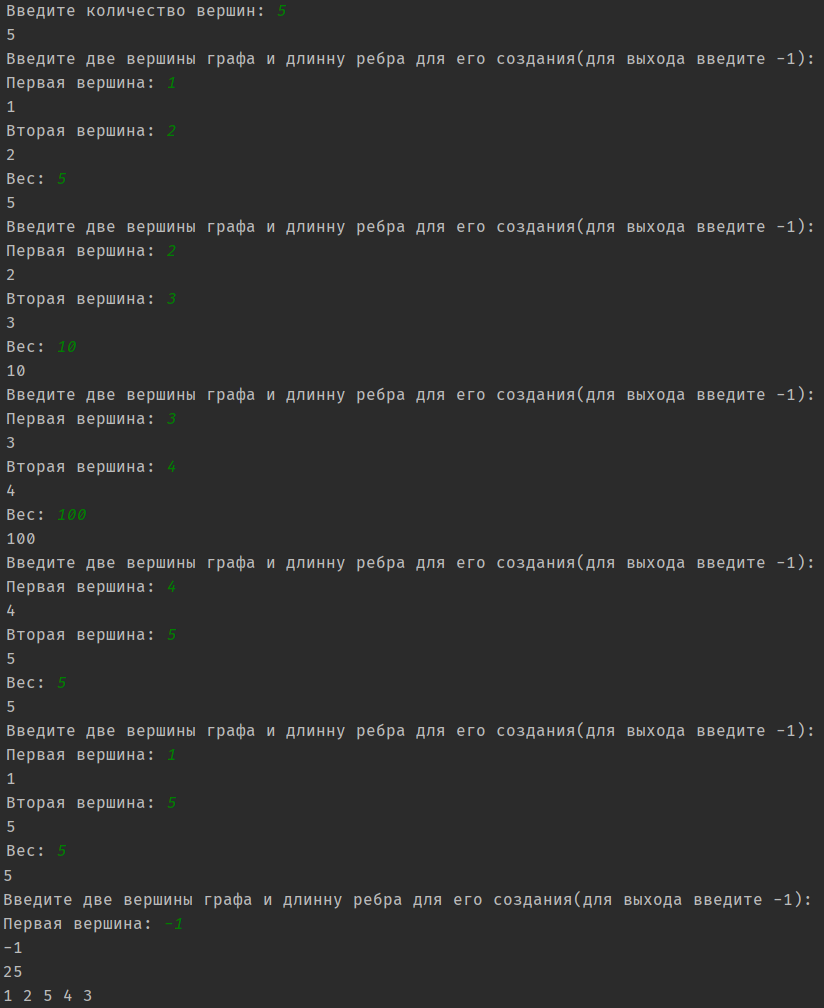 Введите количество вершин: 5
5
Введите две вершины графа и длинну ребра для его создания(для выхода введите -1):
Первая вершина: 1
1
Вторая вершина: 2
2
Вес: 5
5
Введите две вершины графа и длинну ребра для его создания(для выхода введите -1):
Первая вершина: 2
2
Вторая вершина: 3
3
Вес: 10
10
Введите две вершины графа и длинну ребра для его создания(для выхода введите -1):
Первая вершина: 3
3
Вторая вершина: 4
4
Вес: 100
100
Введите две вершины графа и длинну ребра для его создания(для выхода введите -1):
Первая вершина: 4
4
Вторая вершина: 5
5
Вес: 5
5
Введите две вершины графа и длинну ребра для его создания(для выхода введите -1):
Первая вершина: 1
1
Вторая вершина: 5
5
Вес: 5
5
Введите две вершины графа и длинну ребра для его создания(для выхода введите -1):
Первая вершина: -1
-1
25
1 2 5 4 3